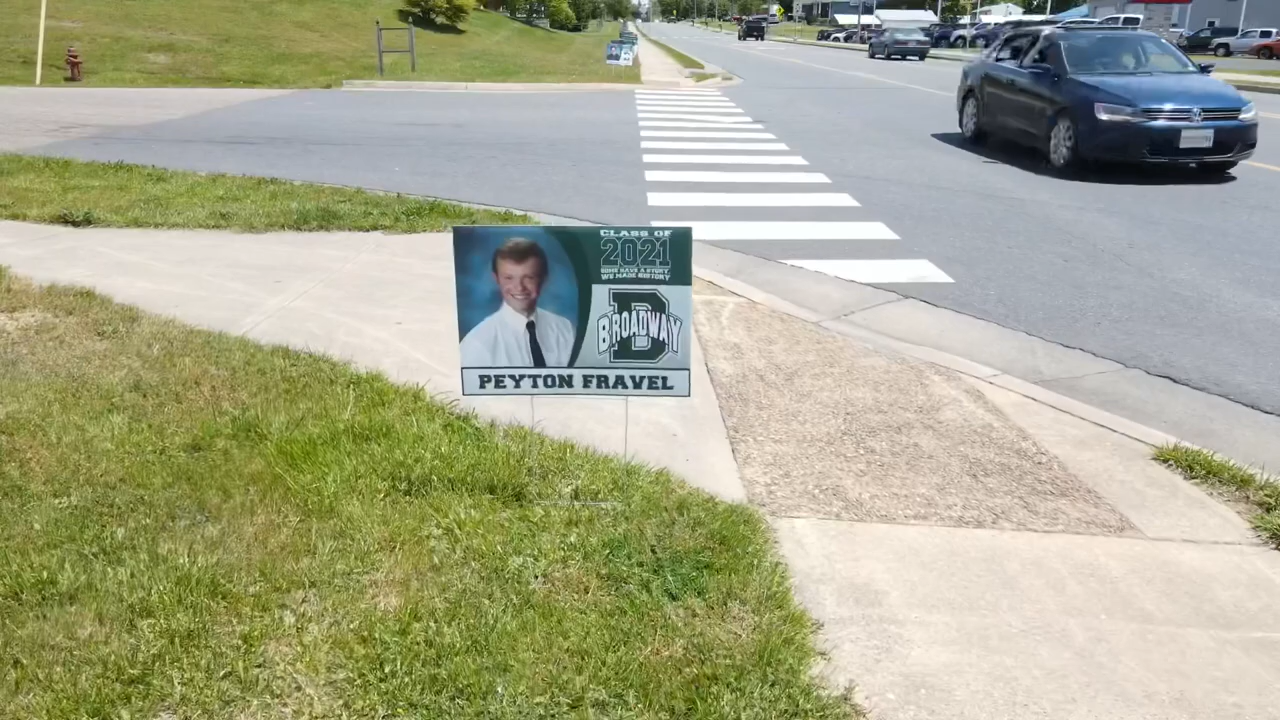 CLASS OF
2021
SOME HAVE A STORY,
WE MADE HISTORY
B
BROADWAY
PEYTON FRAVEL